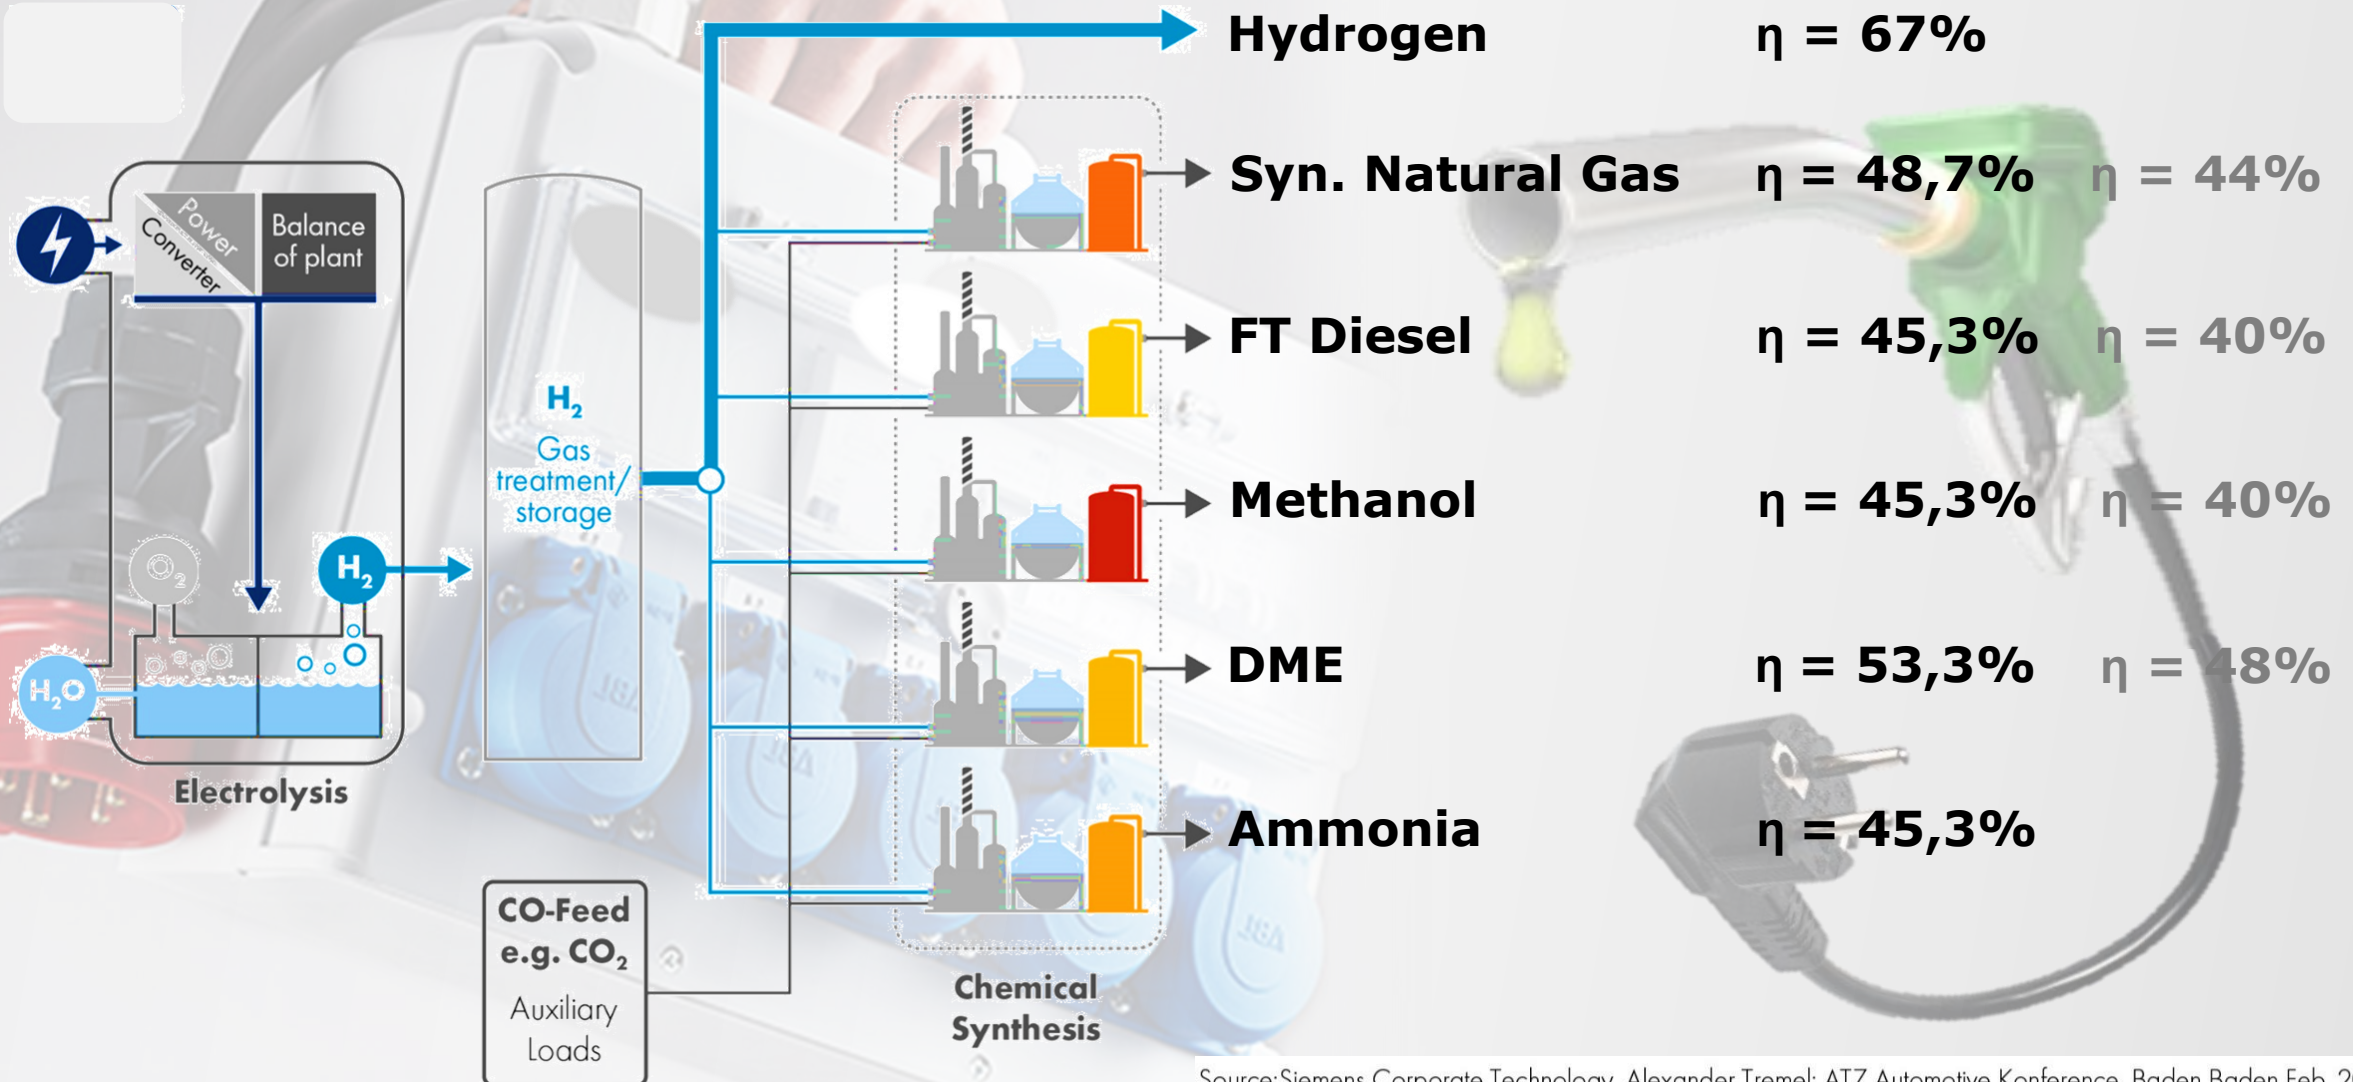 Hydrogen η = 67%
Syn. Natural Gas η = 48,7% η = 44%
FT Diesel η = 45,3% η = 40%
Methanol η = 45,3% η = 40%
DME η = 53,3% η = 48%
Ammonia η = 45,3%
Power
Converter
Balance
of plant
O₂
H₂
H₂O
Electrolysis
H₂
Gas
treatment/
storage
CO-Feed
e.g. CO₂
Auxiliary
Loads
Chemical
Synthesis
Source: Siemens Corporate Technology, Alexander Tremel; ATZ Automotive Konference, Baden Baden Feb.